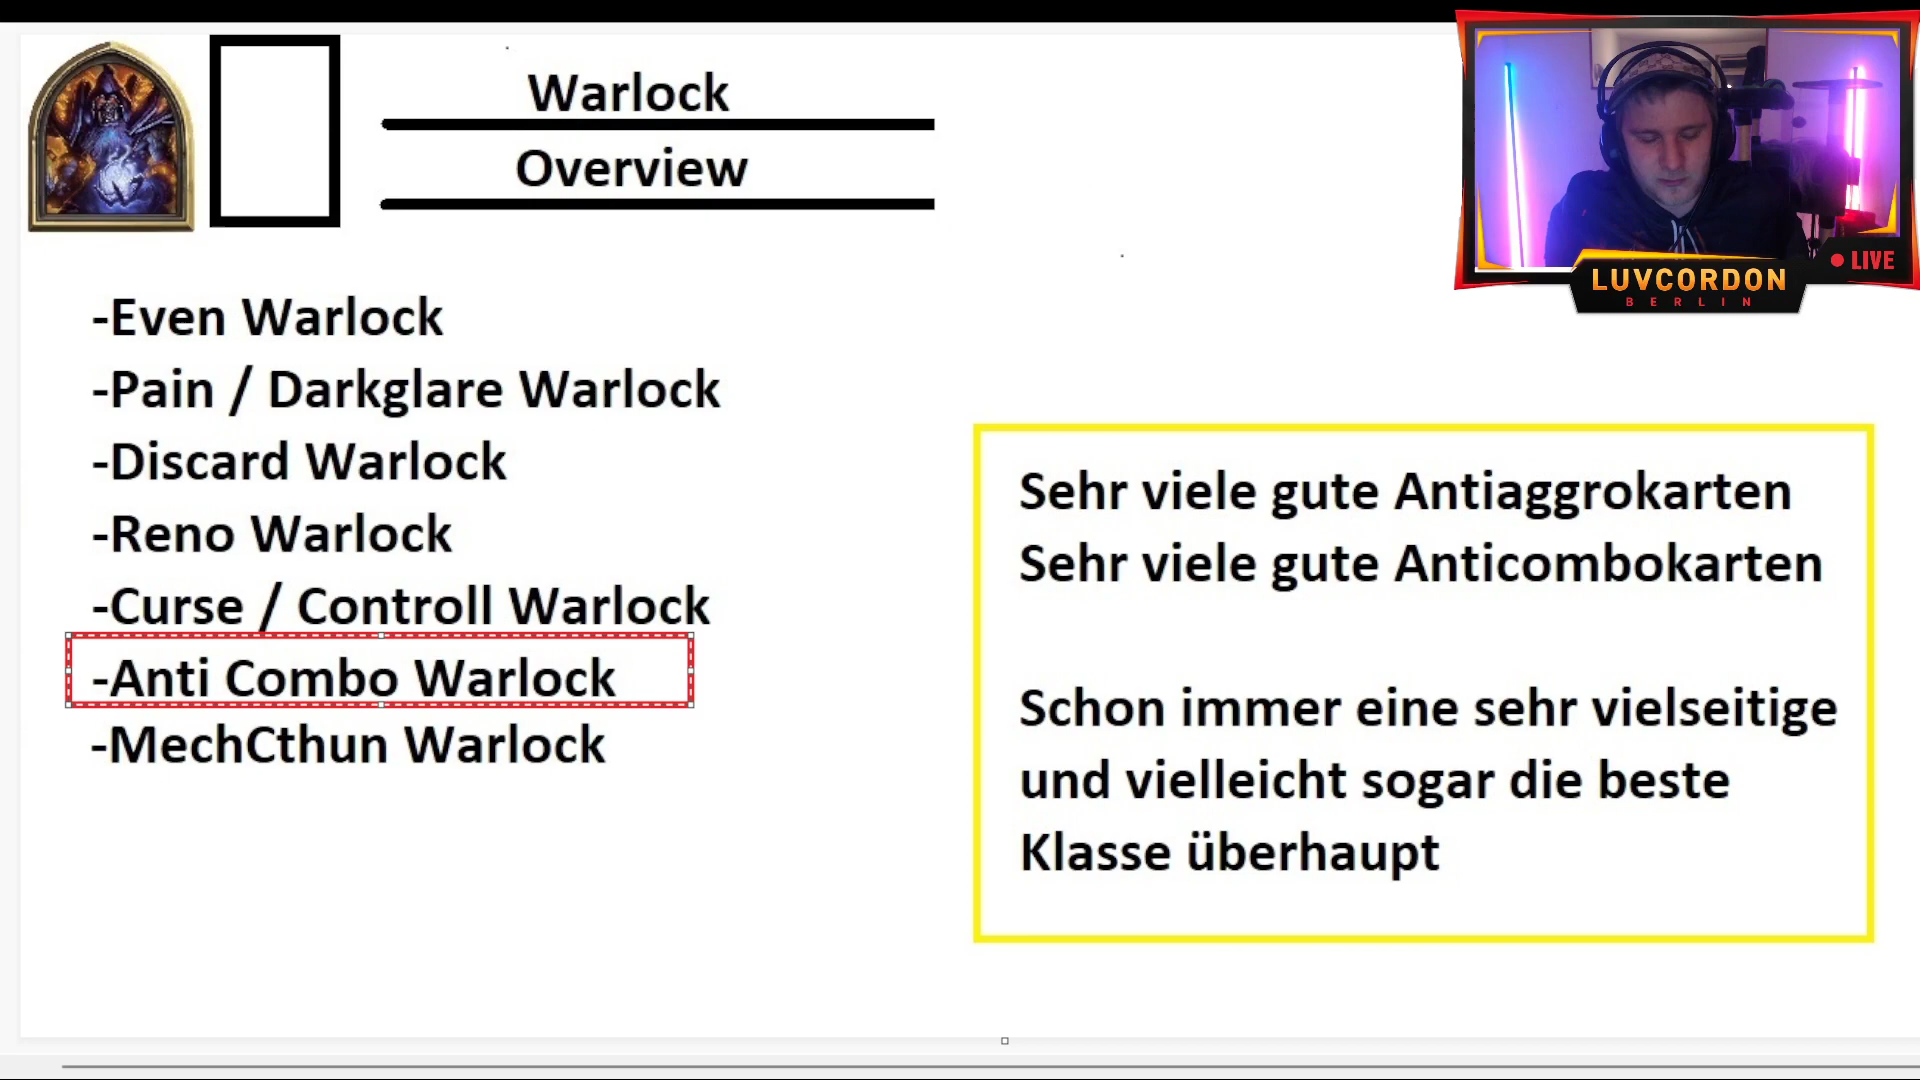 Warlock
Overview
LIVE
LUVCORDON
BERLIN
-Even Warlock
-Pain / Darkglare Warlock
-Discard Warlock
-Reno Warlock
-Curse / Controll Warlock
-Anti Combo Warlock
-MechCthun Warlock
Sehr viele gute Antiaggrokarten
Sehr viele gute Anticombokarten
Schon immer eine sehr vielseitige
und vielleicht sogar die beste
Klasse überhaupt